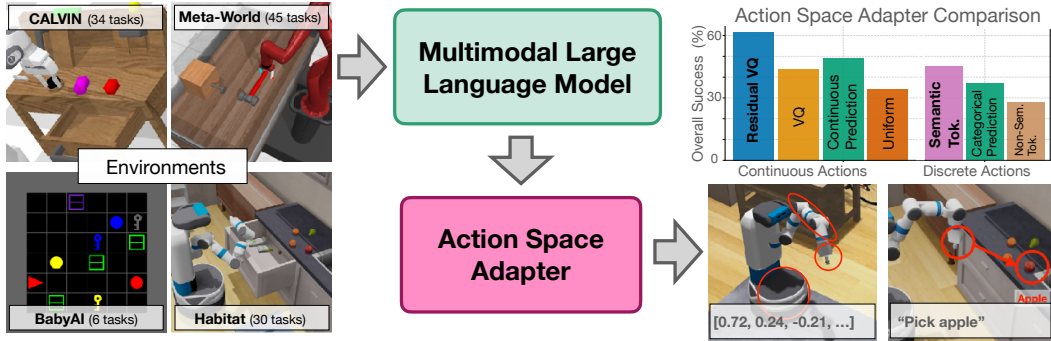 CALVIN (34 tasks)
Meta-World (45 tasks)
Environments
BabyAI (6 tasks)
Habitat (30 tasks)
Multimodal Large
Language Model
Action Space
Adapter
Action Space Adapter Comparison
Overall Success (%)
60
30
0
Residual VQ
VQ
Continuous
Prediction
Uniform
Semantic
Tok.
Categorical
Prediction
Non-Sem.
Tok.
Continuous Actions
Discrete Actions
[0.72, 0.24, -0.21, …]
Apple
“Pick apple”